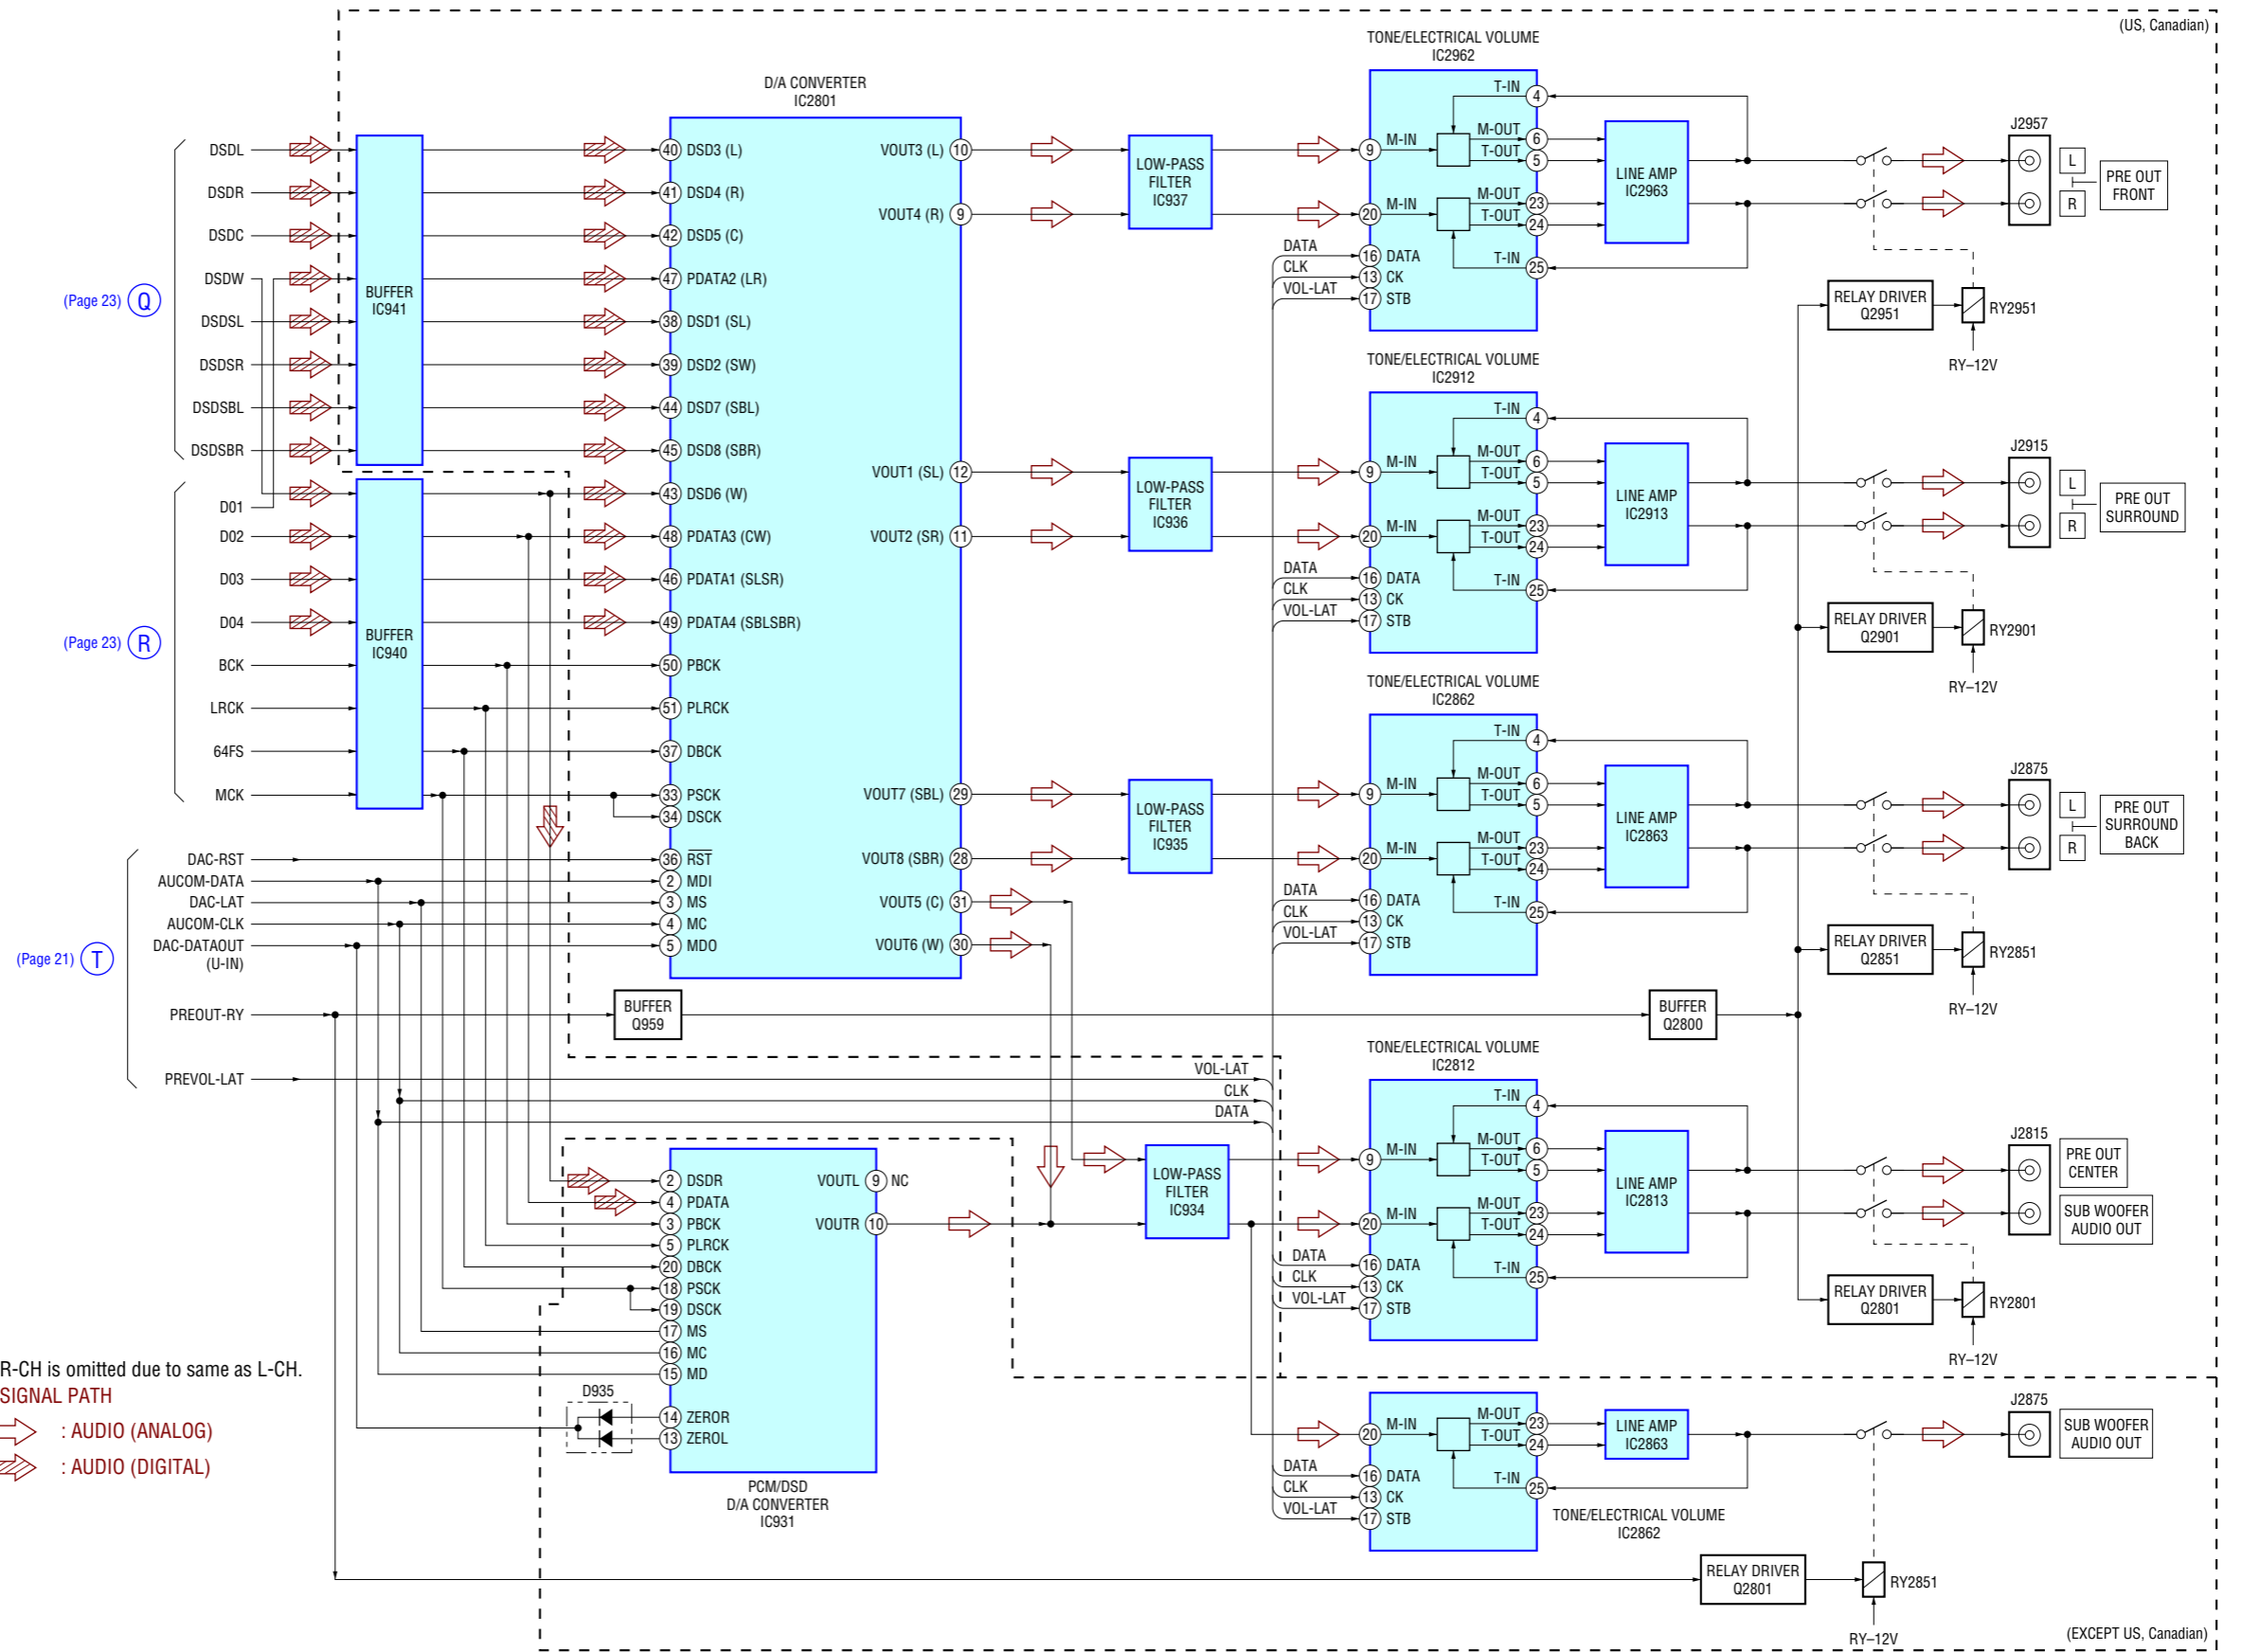 (US, Canadian)
D/A CONVERTER
IC2801
DSDL
DSDR
DSDC
DSDW
DSDSL
DSDSR
DSDSBL
DSDSBR
(Page 23) Q
D01
D02
D03
D04
BCK
LRCK
64FS
MCK
(Page 23) R
DAC-RST
AUCOM-DATA
DAC-LAT
AUCOM-CLK
DAC-DATAOUT
(U-IN)
PREOUT-RY
PREVOL-LAT
(Page 21) T
BUFFER
IC941
BUFFER
IC940
40 DSD3 (L)
41 DSD4 (R)
42 DSD5 (C)
47 PDATA2 (LR)
38 DSD1 (SL)
39 DSD2 (SW)
44 DSD7 (SBL)
45 DSD8 (SBR)
43 DSD6 (W)
48 PDATA3 (CW)
46 PDATA1 (SLSR)
49 PDATA4 (SBLSBR)
50 PBCK
51 PLRCK
37 DBCK
33 PSCK
34 DSCK
36 RST
2 MDI
3 MS
4 MC
5 MDO
VOUT3 (L) 10
VOUT4 (R) 9
VOUT1 (SL) 12
VOUT2 (SR) 11
VOUT7 (SBL) 29
VOUT8 (SBR) 28
VOUT5 (C) 31
VOUT6 (W) 30
LOW-PASS
FILTER
IC937
LOW-PASS
FILTER
IC936
LOW-PASS
FILTER
IC935
TONE/ELECTRICAL VOLUME
IC2962
T-IN 4
9 M-IN
M-OUT 6
T-OUT 5
20 M-IN
M-OUT 23
T-OUT 24
DATA 16 DATA
CLK 13 CK
VOL-LAT 17 STB
T-IN 25
LINE AMP
IC2963
J2957
L
R
PRE OUT
FRONT
RELAY DRIVER
Q2951
RY2951
RY–12V
TONE/ELECTRICAL VOLUME
IC2912
T-IN 4
9 M-IN
M-OUT 6
T-OUT 5
20 M-IN
M-OUT 23
T-OUT 24
DATA 16 DATA
CLK 13 CK
VOL-LAT 17 STB
T-IN 25
LINE AMP
IC2913
J2915
L
R
PRE OUT
SURROUND
RELAY DRIVER
Q2901
RY2901
RY–12V
TONE/ELECTRICAL VOLUME
IC2862
T-IN 4
9 M-IN
M-OUT 6
T-OUT 5
20 M-IN
M-OUT 23
T-OUT 24
DATA 16 DATA
CLK 13 CK
VOL-LAT 17 STB
T-IN 25
LINE AMP
IC2863
J2875
L
R
PRE OUT
SURROUND
BACK
RELAY DRIVER
Q2851
RY2851
RY–12V
BUFFER
Q959
BUFFER
Q2800
VOL-LAT
CLK
DATA
TONE/ELECTRICAL VOLUME
IC2812
T-IN 4
9 M-IN
M-OUT 6
T-OUT 5
20 M-IN
M-OUT 23
T-OUT 24
DATA 16 DATA
CLK 13 CK
VOL-LAT 17 STB
T-IN 25
LINE AMP
IC2813
J2815
PRE OUT
CENTER
SUB WOOFER
AUDIO OUT
RELAY DRIVER
Q2801
RY2801
RY–12V
LOW-PASS
FILTER
IC934
2 DSDR
4 PDATA
3 PBCK
5 PLRCK
20 DBCK
18 PSCK
19 DSCK
17 MS
16 MC
15 MD
14 ZEROR
13 ZEROL
VOUTL 9 NC
VOUTR 10
D935
PCM/DSD
D/A CONVERTER
IC931
R-CH is omitted due to same as L-CH.
SIGNAL PATH
: AUDIO (ANALOG)
: AUDIO (DIGITAL)
20 M-IN
M-OUT 23
T-OUT 24
DATA 16 DATA
CLK 13 CK
VOL-LAT 17 STB
T-IN 25
LINE AMP
IC2863
TONE/ELECTRICAL VOLUME
IC2862
J2875
SUB WOOFER
AUDIO OUT
RELAY DRIVER
Q2801
RY2851
RY–12V
(EXCEPT US, Canadian)